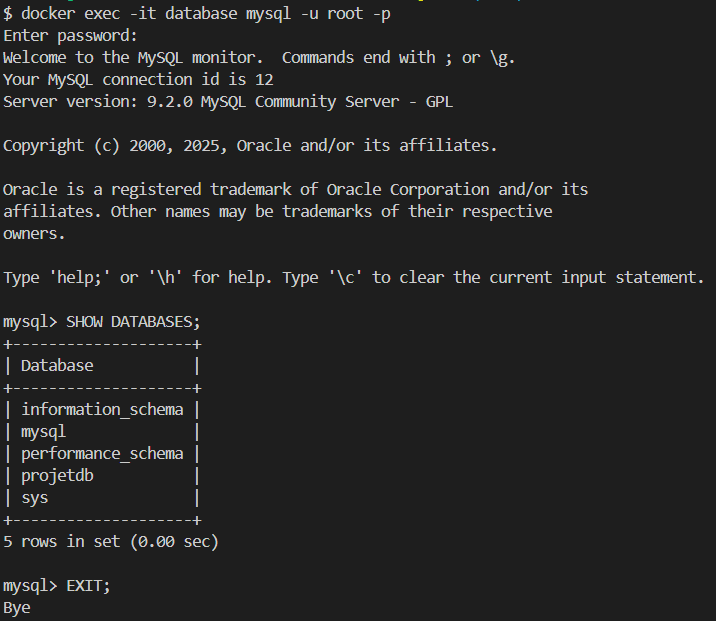 $ docker exec -it database mysql -u root -p
Enter password:
Welcome to the MySQL monitor.  Commands end with ; or \g.
Your MySQL connection id is 12
Server version: 9.2.0 MySQL Community Server - GPL

Copyright (c) 2000, 2025, Oracle and/or its affiliates.

Oracle is a registered trademark of Oracle Corporation and/or its
affiliates. Other names may be trademarks of their respective
owners.

Type 'help;' or '\h' for help. Type '\c' to clear the current input statement.

mysql> SHOW DATABASES;
+--------------------+
| Database           |
+--------------------+
| information_schema |
| mysql              |
| performance_schema |
| projetdb           |
| sys                |
+--------------------+
5 rows in set (0.00 sec)

mysql> EXIT;
Bye